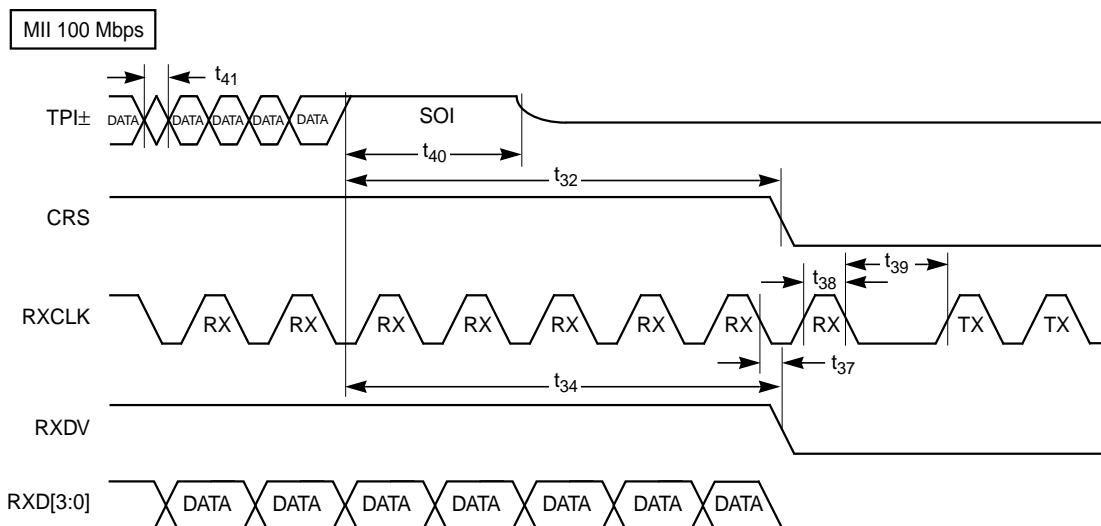 MII 100 Mbps
t41
TPI± DATA DATA DATA DATA DATA SOI
t40
t32
CRS
t38 t39
RXCLK RX RX RX RX RX RX RX RX TX TX
t37
t34
RXDV
RXD[3:0] DATA DATA DATA DATA DATA DATA DATA